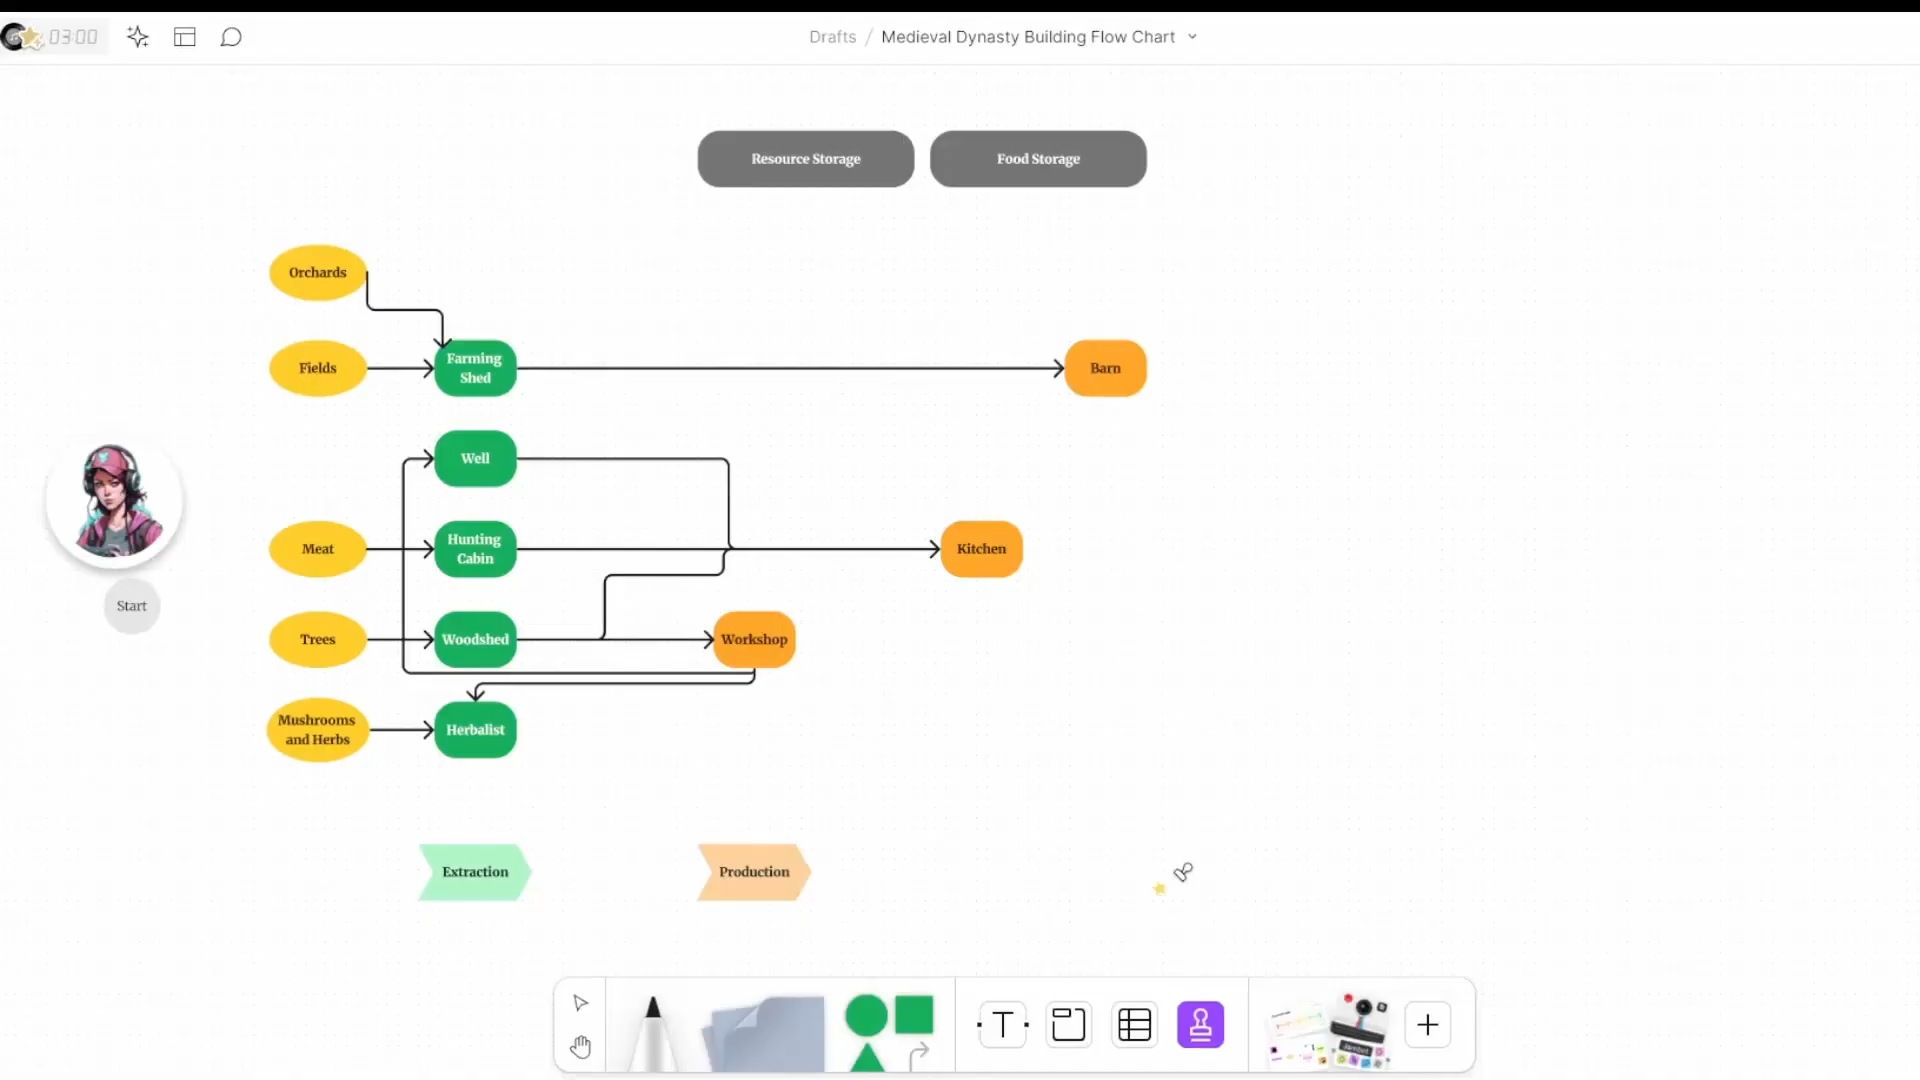 03:00
Drafts / Medieval Dynasty Building Flow Chart
Resource Storage
Food Storage
Orchards
Fields
Farming
Shed
Barn
Well
Meat
Hunting
Cabin
Kitchen
Start
Trees
Woodshed
Workshop
Mushrooms
and Herbs
Herbalist
Extraction
Production
T
Jambot